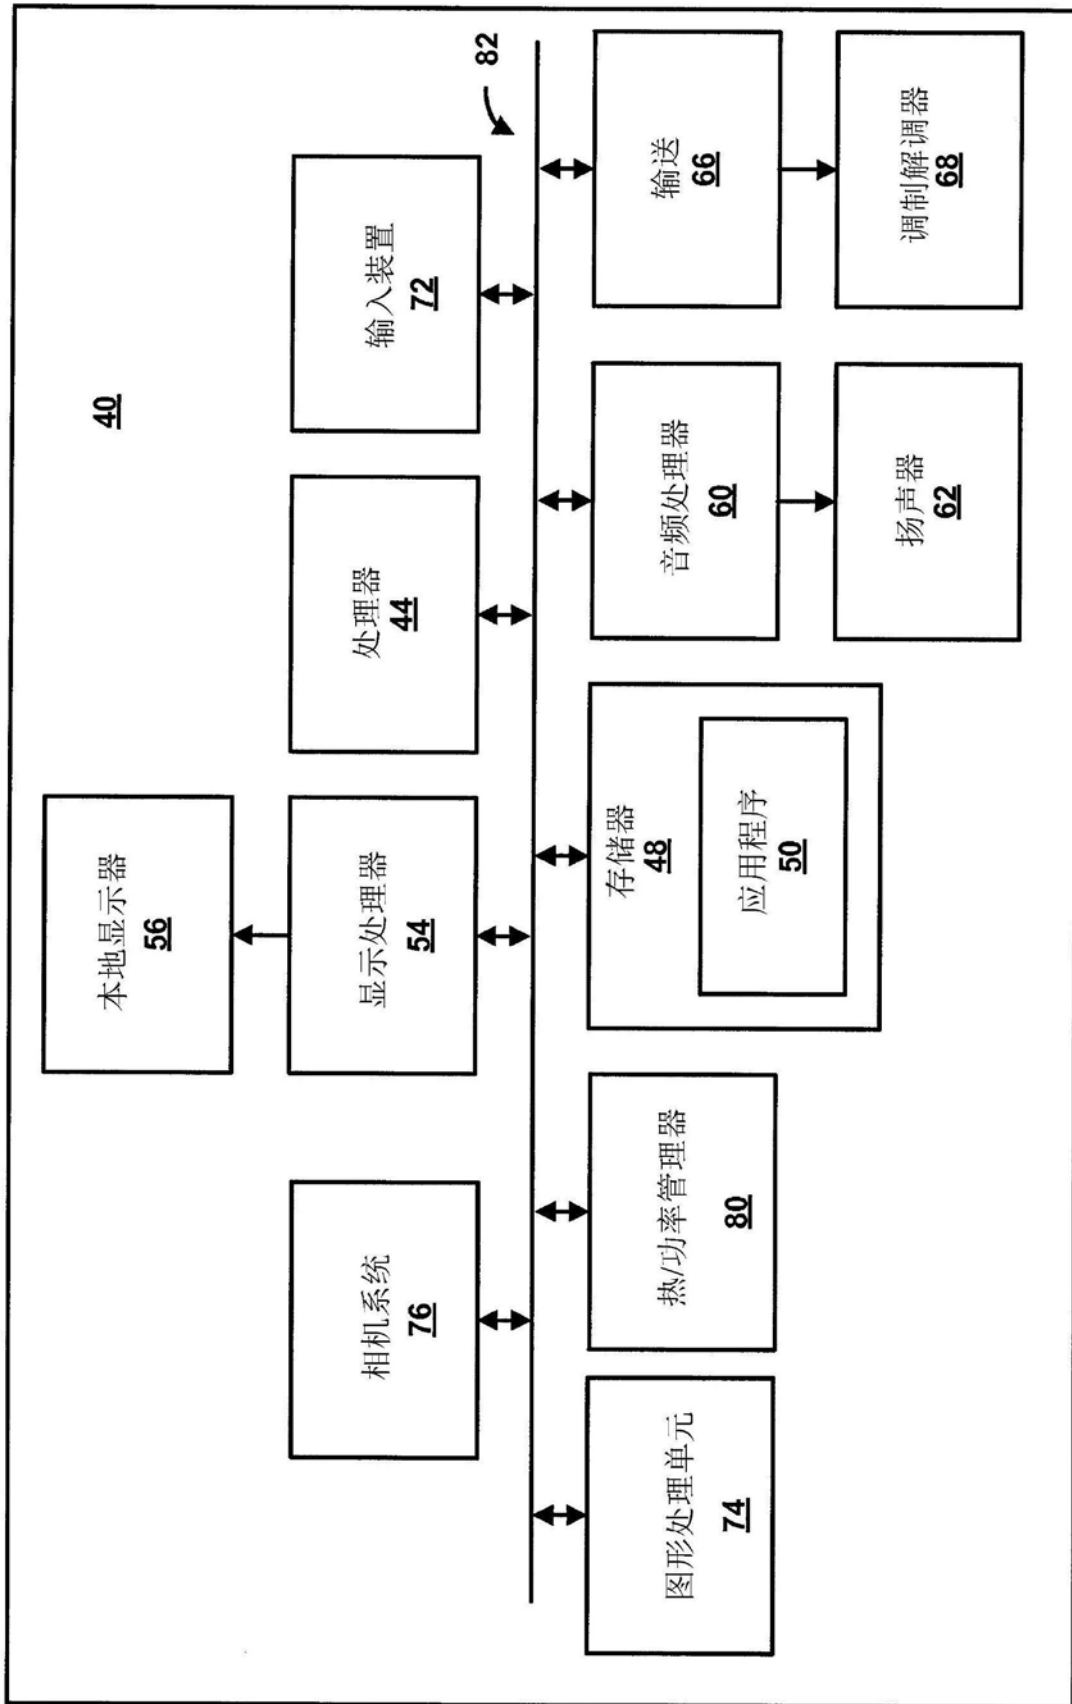 40
82
本地显示器
56
相机系统
76
显示处理器
54
处理器
44
输入装置
72
图形处理单元
74
热/功率管理器
80
存储器
48
应用程序
50
音频处理器
60
扬声器
62
输送
66
调制解调器
68